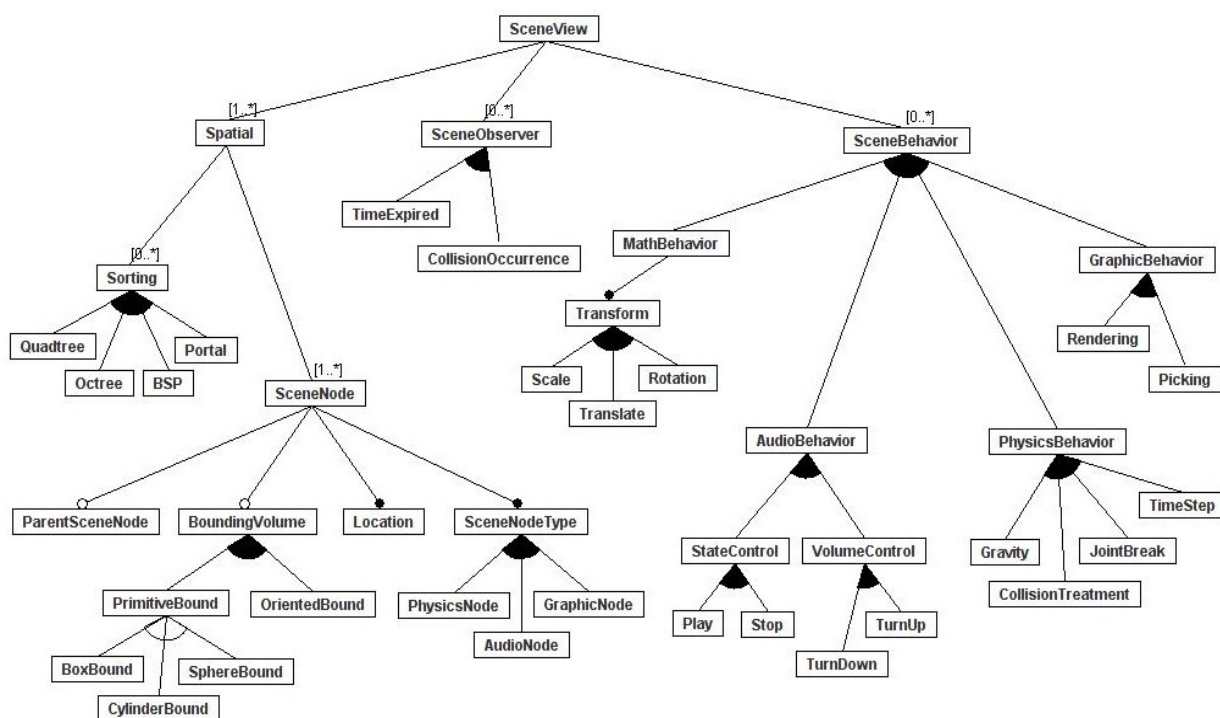 SceneView
[1..*]
[0..*]
[0..*]
Spatial
SceneObserver
SceneBehavior
TimeExpired
MathBehavior
CollisionOccurrence
GraphicBehavior
[0..*]
Sorting
Transform
Quadtree
Portal
Rendering
Octree
BSP
Scale
Rotation
Picking
[1..*]
SceneNode
Translate
AudioBehavior
PhysicsBehavior
TimeStep
ParentSceneNode
BoundingVolume
Location
SceneNodeType
StateControl
VolumeControl
Gravity
JointBreak
CollisionTreatment
PrimitiveBound
OrientedBound
PhysicsNode
GraphicNode
Play
Stop
TurnUp
AudioNode
BoxBound
SphereBound
TurnDown
CylinderBound